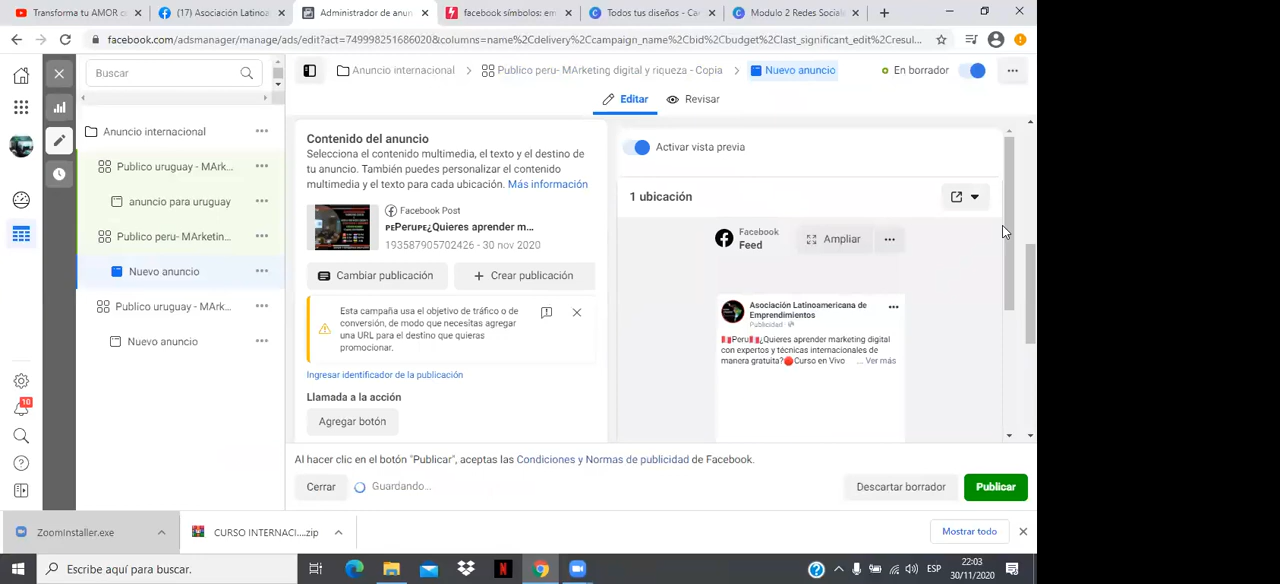 Transforma tu AMOR c
(17) Asociación Latinoa
Administrador de anun
facebook símbolos: em
Todos tus diseños - Ca
Modulo 2 Redes Sociale
facebook.com/adsmanager/manage/ads/edit?act=749998251686020&columns=name%2Cdelivery%2Ccampaign_name%2Cbid%2Cbudget%2Clast_significant_edit%2Cresul...
Buscar
Anuncio internacional
Publico peru- MArketing digital y riqueza - Copia
Nuevo anuncio
En borrador
Editar
Revisar
Anuncio internacional
Publico uruguay - MArk...
anuncio para uruguay
Publico peru- MArketin...
Nuevo anuncio
Publico uruguay - MArk...
Nuevo anuncio
10
Contenido del anuncio
Selecciona el contenido multimedia, el texto y el destino de
tu anuncio. También puedes personalizar el contenido
multimedia y el texto para cada ubicación. Más información
Facebook Post
ᴘᴇPeruᴘᴇ¿Quieres aprender m...
193587905702426 - 30 nov 2020
Cambiar publicación
Crear publicación
Esta campaña usa el objetivo de tráfico o de
conversión, de modo que necesitas agregar
una URL para el destino que quieras
promocionar.
Ingresar identificador de la publicación
Llamada a la acción
Agregar botón
Activar vista previa
1 ubicación
Facebook
Feed
Ampliar
Asociación Latinoamericana de
Emprendimientos
Publicidad
🇵🇪Peru🇵🇪¿Quieres aprender marketing digital
con expertos y técnicas internacionales de
manera gratuita?🔴Curso en Vivo ... Ver más
Al hacer clic en el botón "Publicar", aceptas las Condiciones y Normas de publicidad de Facebook.
Cerrar
Guardando...
Descartar borrador
Publicar
ZoomInstaller.exe
CURSO INTERNACI....zip
Mostrar todo
Escribe aquí para buscar.
ESP
22:03
30/11/2020